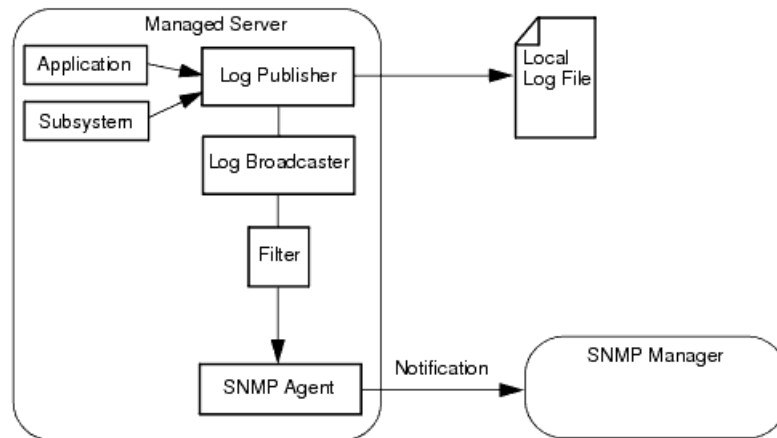 Managed Server
Application
Log Publisher
Local
Log File
Subsystem
Log Broadcaster
Filter
Notification
SNMP Manager
SNMP Agent